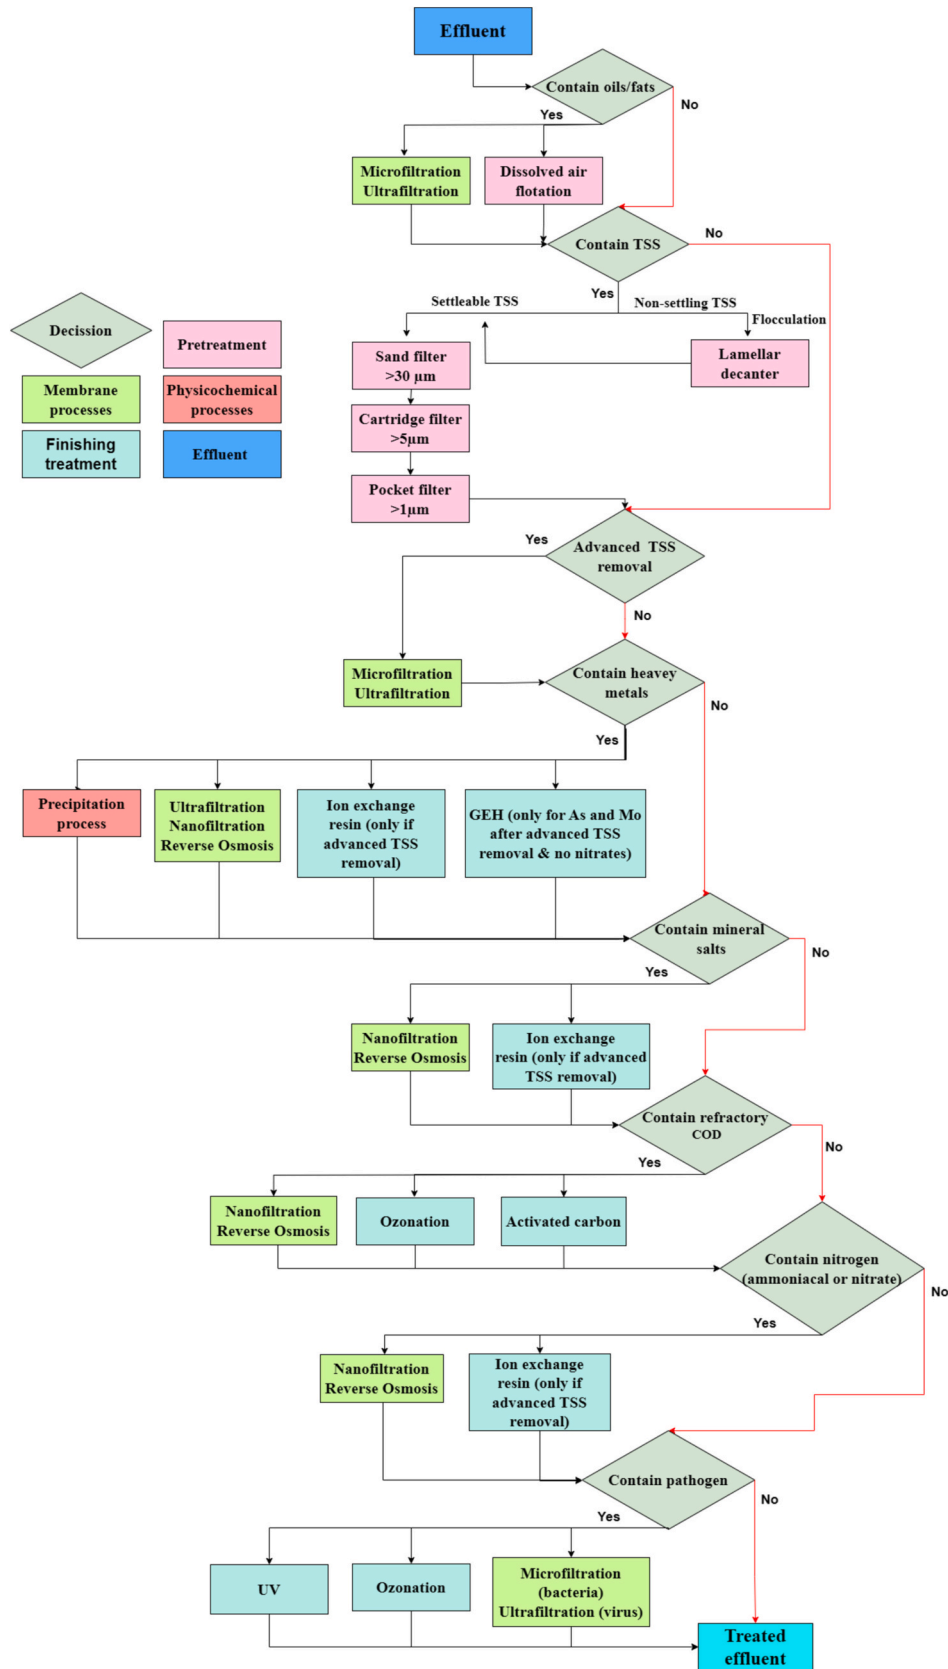 Effluent
Contain oils/fats
No
Yes
Microfiltration
Ultrafiltration
Dissolved air
flotation
Contain TSS
No
Yes
Settleable TSS
Non-settling TSS
Flocculation
Decission
Pretreatment
Membrane
processes
Physicochemical
processes
Finishing
treatment
Effluent
Sand filter
>30 μm
Lamellar
decanter
Cartridge filter
>5μm
Pocket filter
>1μm
Advanced TSS
removal
Yes
No
Microfiltration
Ultrafiltration
Contain heavey
metals
No
Yes
Precipitation
process
Ultrafiltration
Nanofiltration
Reverse Osmosis
Ion exchange
resin (only if
advanced TSS
removal)
GEH (only for As and Mo
after advanced TSS
removal & no nitrates)
Contain mineral
salts
No
Yes
Nanofiltration
Reverse Osmosis
Ion exchange
resin (only if advanced
TSS removal)
Contain refractory
COD
No
Yes
Nanofiltration
Reverse Osmosis
Ozonation
Activated carbon
Contain nitrogen
(ammoniacal or nitrate)
No
Yes
Nanofiltration
Reverse Osmosis
Ion exchange
resin (only if
advanced TSS
removal)
Contain pathogen
No
Yes
UV
Ozonation
Microfiltration
(bacteria)
Ultrafiltration (virus)
Treated
effluent